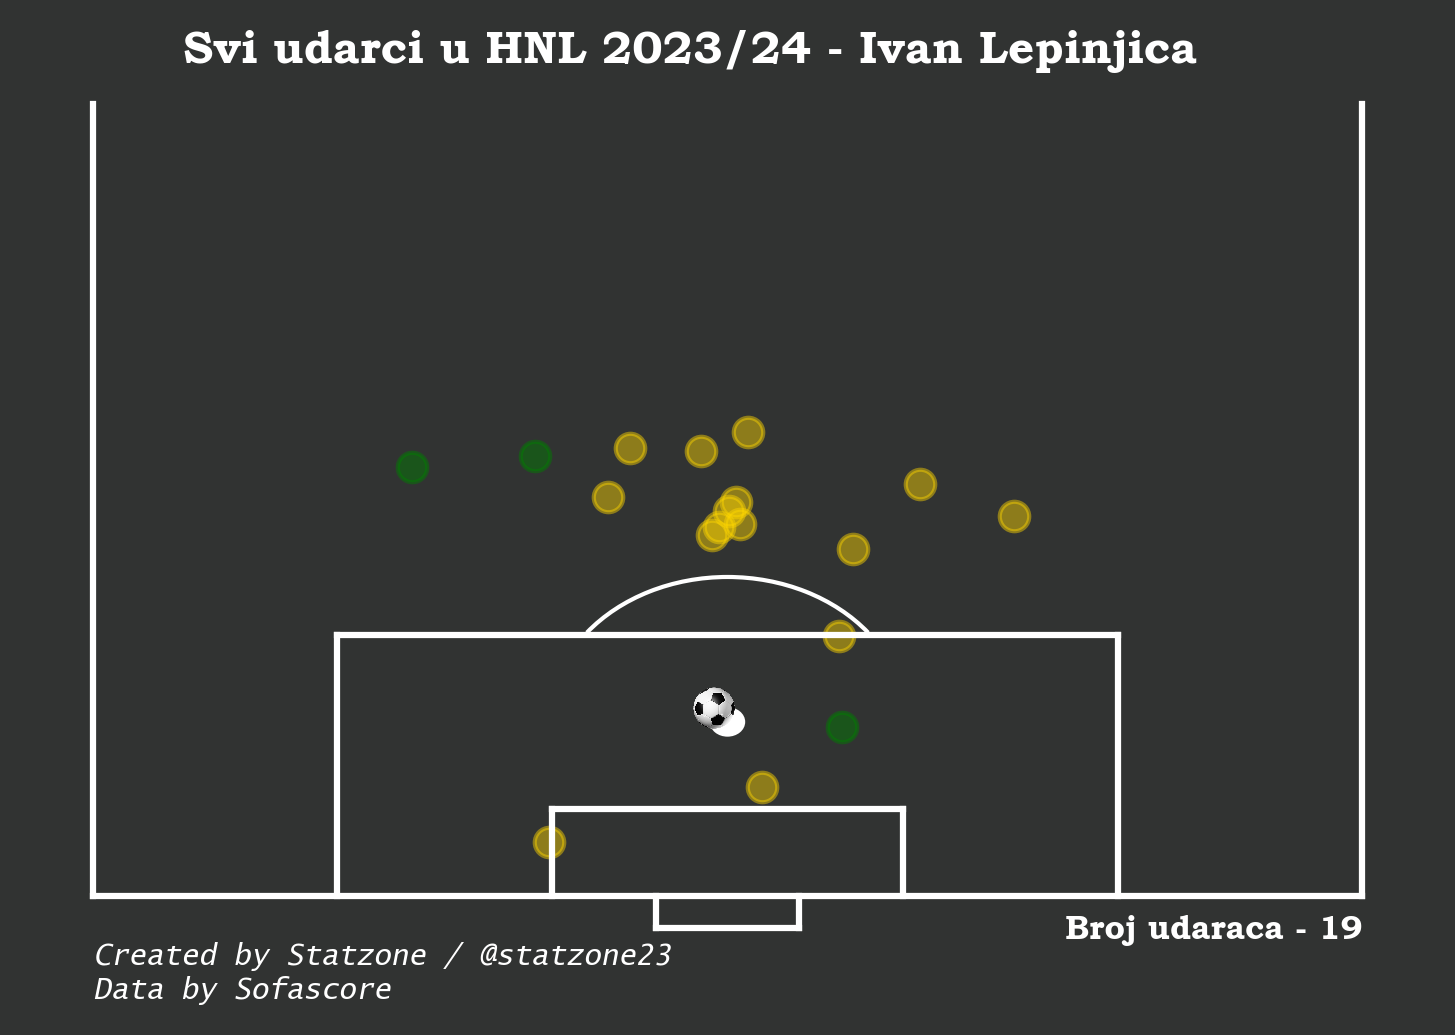 Svi udarci u HNL 2023/24 - Ivan Lepinjica
Broj udaraca - 19
Created by Statzone / @statzone23
Data by Sofascore